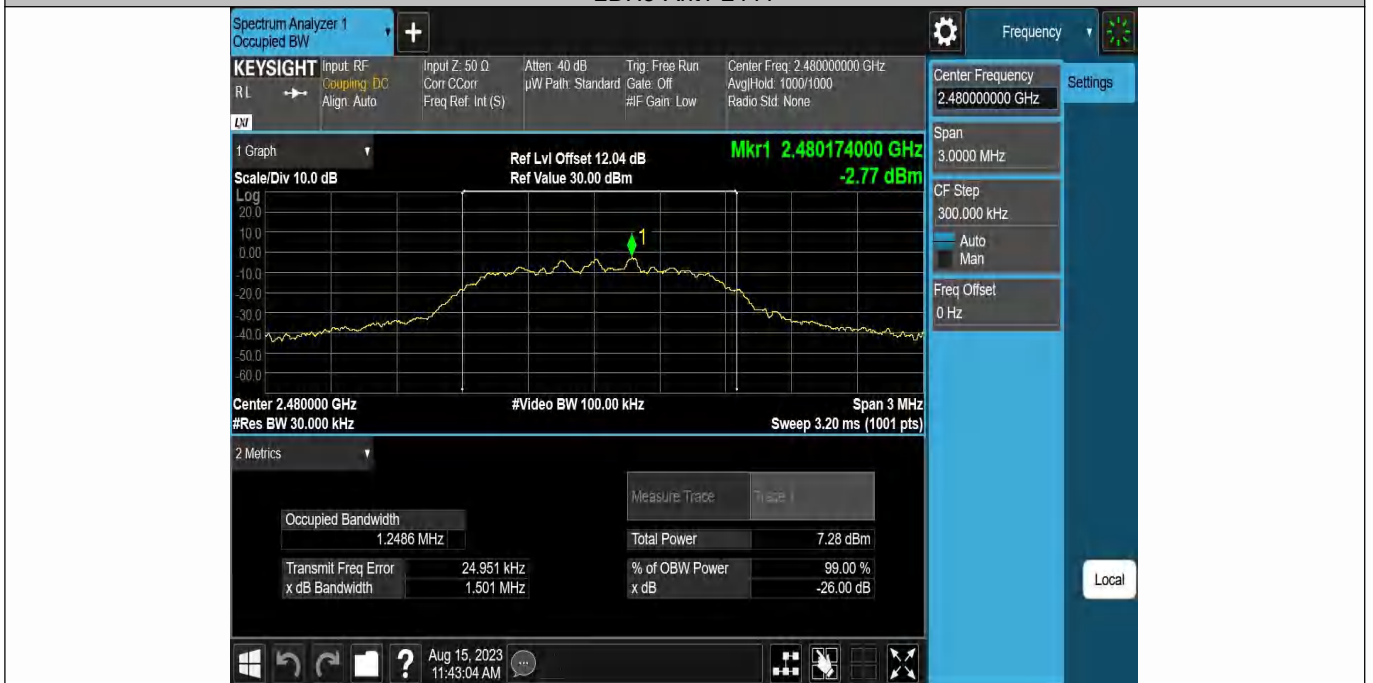 Spectrum Analyzer 1
Occupied BW
+
Frequency
KEYSIGHT
RL
LXI
Input: RF
Coupling: DC
Align: Auto
Input Z: 50 Ω
Corr CCorr
Freq Ref: Int (S)
Atten: 40 dB
µW Path: Standard
Trig: Free Run
Gate: Off
#IF Gain: Low
Center Freq: 2.480000000 GHz
Avg|Hold: 1000/1000
Radio Std: None
Center Frequency
2.480000000 GHz
Settings
Span
3.0000 MHz
CF Step
300.000 kHz
Auto
Man
Freq Offset
0 Hz
1 Graph
Scale/Div 10.0 dB
Ref Lvl Offset 12.04 dB
Ref Value 30.00 dBm
Mkr1 2.480174000 GHz
-2.77 dBm
Log
20.0
10.0
0.00
-10.0
-20.0
-30.0
-40.0
-50.0
-60.0
1
Center 2.480000 GHz
#Video BW 100.00 kHz
Span 3 MHz
#Res BW 30.000 kHz
Sweep 3.20 ms (1001 pts)
2 Metrics
Measure Trace
Trace 1
Occupied Bandwidth
1.2486 MHz
Total Power
7.28 dBm
Transmit Freq Error
24.951 kHz
% of OBW Power
99.00 %
x dB Bandwidth
1.501 MHz
x dB
-26.00 dB
Local
?
Aug 15, 2023
11:43:04 AM